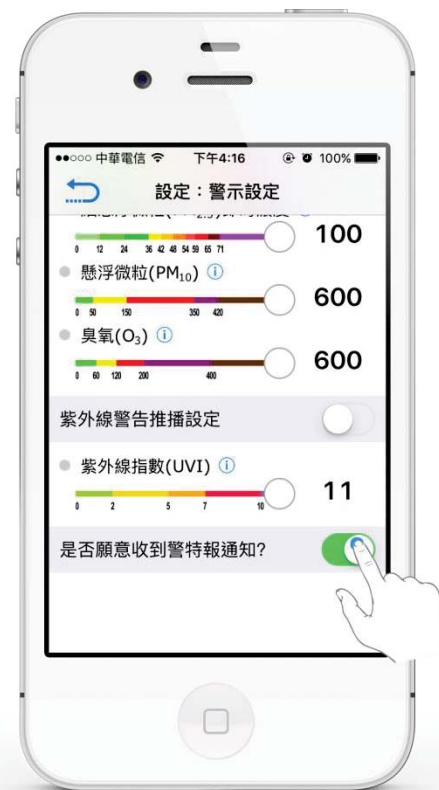 中華電信 下午4:16 100%
設定:警示設定
100
0 12 24 36 42 48 54 59 65 71
懸浮微粒(PM₁₀) ⓘ
600
0 50 150 350 420
臭氧(O₃) ⓘ
600
0 60 120 200 400
紫外線警告推播設定
紫外線指數(UVI) ⓘ
11
0 2 5 7 10
是否願意收到警特報通知?